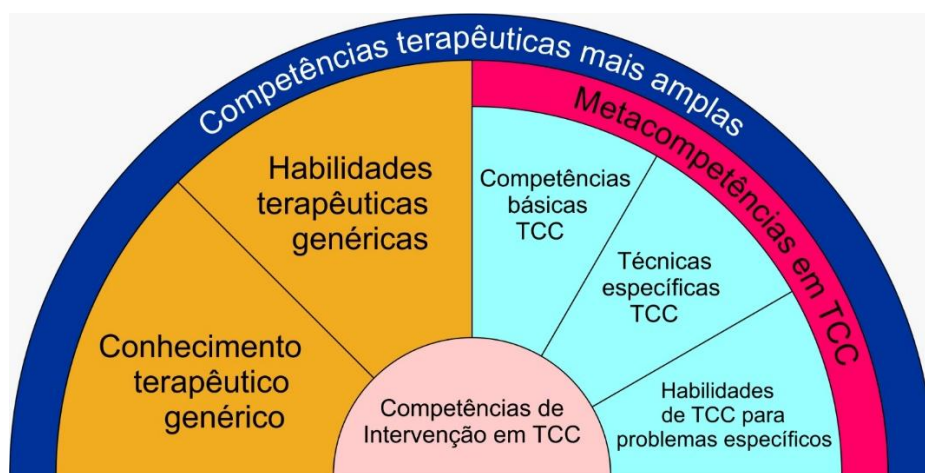 Competências terapêuticas mais amplas
Metacompetências em TCC
Habilidades
terapêuticas
genéricas
Conhecimento
terapêutico
genérico
Competências
básicas
TCC
Técnicas
específicas
TCC
Habilidades
de TCC para
problemas específicos
Competências de
Intervenção em TCC